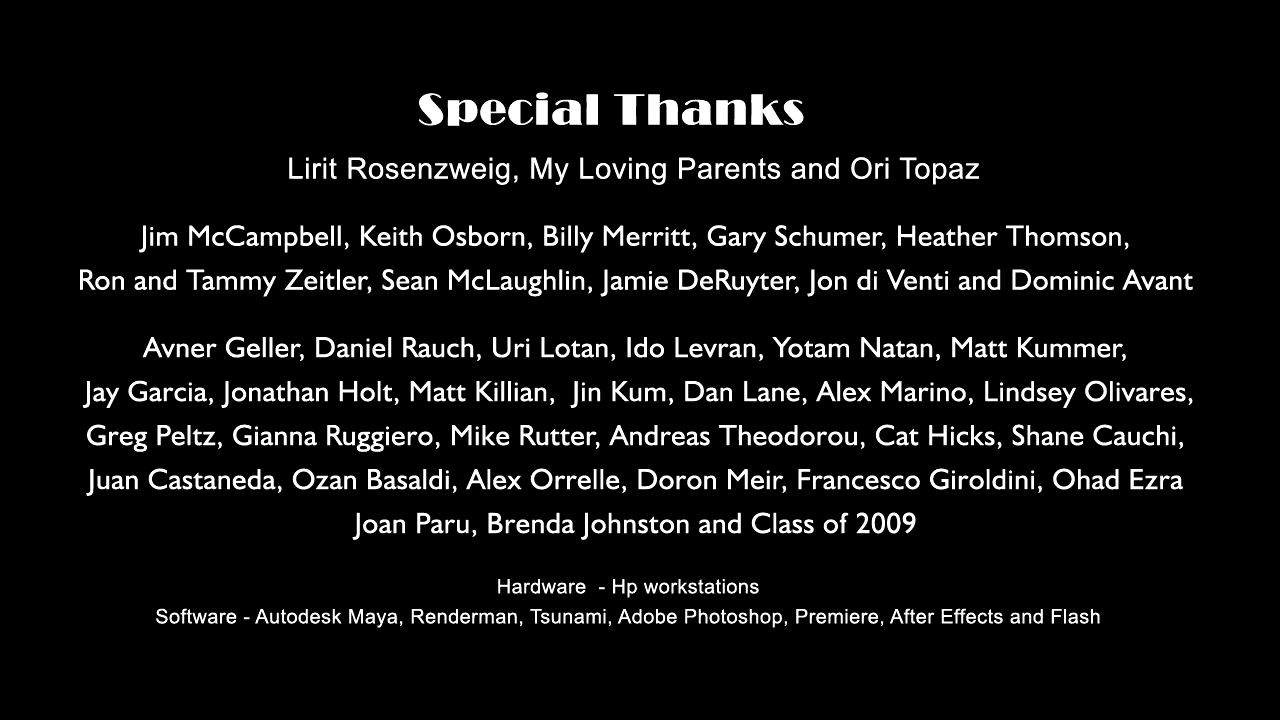 Special Thanks
Lirit Rosenzweig, My Loving Parents and Ori Topaz
Jim McCampbell, Keith Osborn, Billy Merritt, Gary Schumer, Heather Thomson,
Ron and Tammy Zeitler, Sean McLaughlin, Jamie DeRuyter, Jon di Venti and Dominic Avant
Avner Geller, Daniel Rauch, Uri Lotan, Ido Levran, Yotam Natan, Matt Kummer,
Jay Garcia, Jonathan Holt, Matt Killian,  Jin Kum, Dan Lane, Alex Marino, Lindsey Olivares,
Greg Peltz, Gianna Ruggiero, Mike Rutter, Andreas Theodorou, Cat Hicks, Shane Cauchi,
Juan Castaneda, Ozan Basaldi, Alex Orrelle, Doron Meir, Francesco Giroldini, Ohad Ezra
Joan Paru, Brenda Johnston and Class of 2009
Hardware  - Hp workstations
Software - Autodesk Maya, Renderman, Tsunami, Adobe Photoshop, Premiere, After Effects and Flash